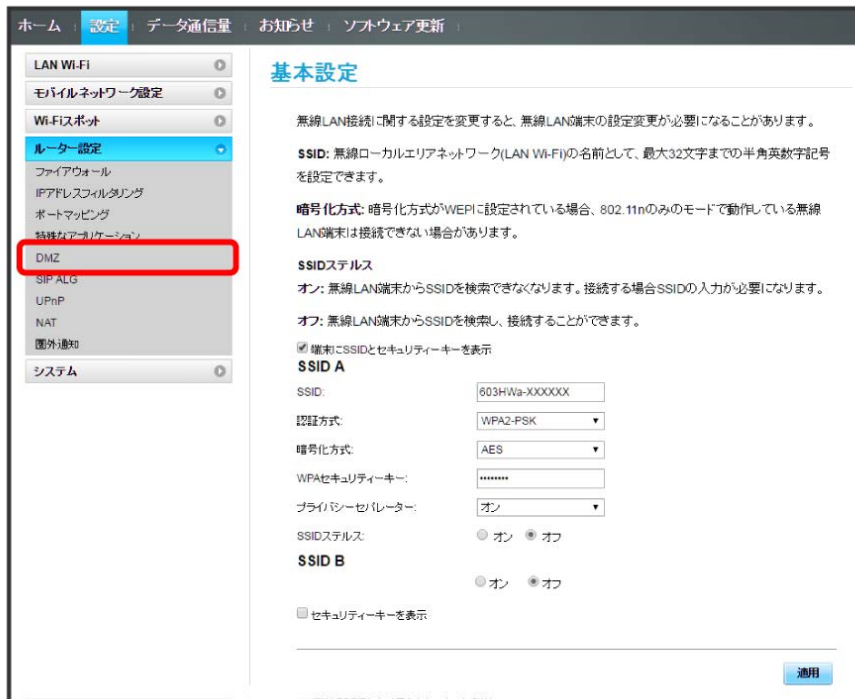 ホーム 設定 データ通信量 お知らせ ソフトウェア更新
LAN Wi-Fi
モバイルネットワーク設定
Wi-Fiスポット
ルーター設定
ファイアウォール
IPアドレスフィルタリング
ポートマッピング
特殊なアプリケーション
DMZ
SIP ALG
UPnP
NAT
圏外通知
システム
基本設定
無線LAN接続に関する設定を変更すると、無線LAN端末の設定変更が必要になることがあります。
SSID: 無線ローカルエリアネットワーク(LAN Wi-Fi)の名前として、最大32文字までの半角英数字記号
を設定できます。
暗号化方式: 暗号化方式がWEPに設定されている場合、802.11nのみのモードで動作している無線
LAN端末は接続できない場合があります。
SSIDステルス
オン: 無線LAN端末からSSIDを検索できなくなります。接続する場合SSIDの入力が必要になります。
オフ: 無線LAN端末からSSIDを検索し、接続することができます。
端末にSSIDとセキュリティーキーを表示
SSID A
SSID: 603HWa-XXXXXX
認証方式: WPA2-PSK
暗号化方式: AES
WPAセキュリティーキー: ••••••••
プライバシーセパレーター: オン
SSIDステルス: オン オフ
SSID B
オン オフ
セキュリティーキーを表示
適用